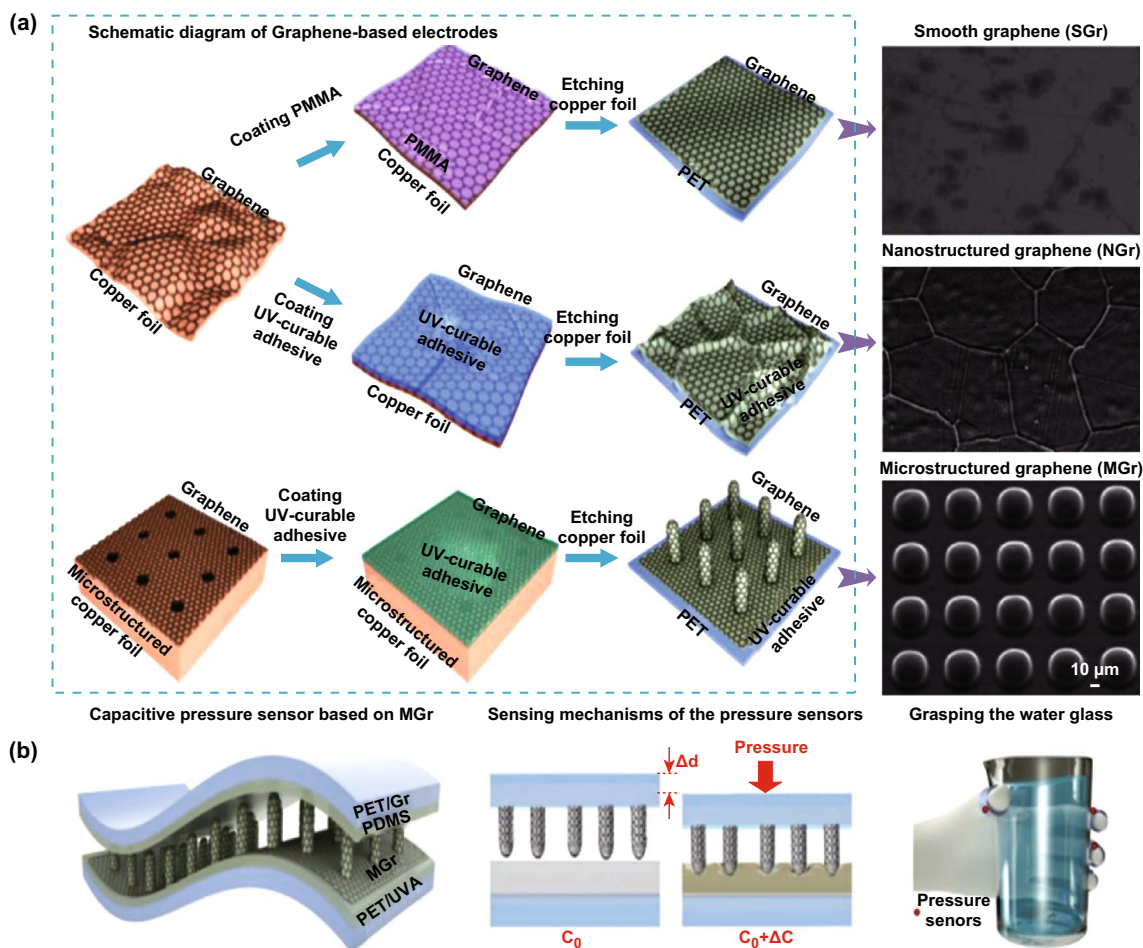 (a)
Schematic diagram of Graphene-based electrodes
Smooth graphene (SGr)
Coating PMMA
Graphene
PMMA
Copper foil
Etching
copper foil
Graphene
PET
Graphene
Copper foil
Nanostructured graphene (NGr)
Coating
UV-curable
adhesive
Graphene
UV-curable
adhesive
Copper foil
Etching
copper foil
Graphene
UV-curable
adhesive
PET
Microstructured graphene (MGr)
Graphene
Microstructured
copper foil
Coating
UV-curable
adhesive
Graphene
UV-curable
adhesive
Microstructured
copper foil
Etching
copper foil
Graphene
UV-curable
adhesive
PET
10 μm
Capacitive pressure sensor based on MGr
Sensing mechanisms of the pressure sensors
Grasping the water glass
(b)
PET/Gr
PDMS
MGr
PET/UVA
Δd
Pressure
C₀
C₀+ΔC
Pressure
senors